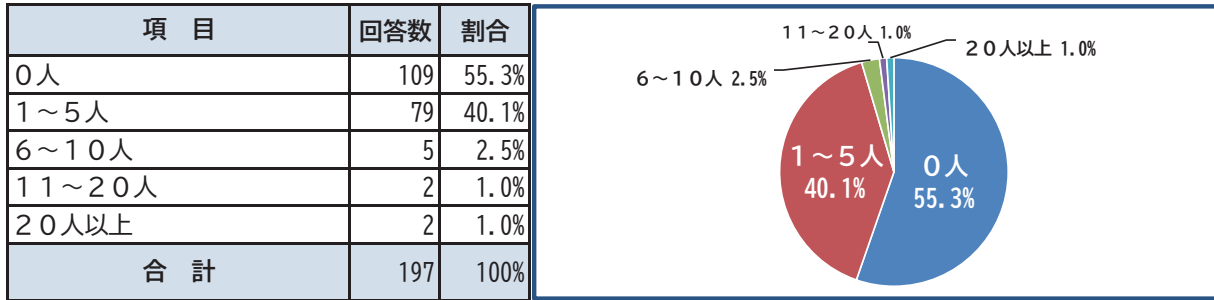 項　目 回答数 割合
０人 109 55.3%
１～５人 79 40.1%
６～１０人 5 2.5%
１１～２０人 2 1.0%
２０人以上 2 1.0%
合　計 197 100%
１１～２０人 1.0%
２０人以上 1.0%
６～１０人 2.5%
１～５人
40.1%
０人
55.3%